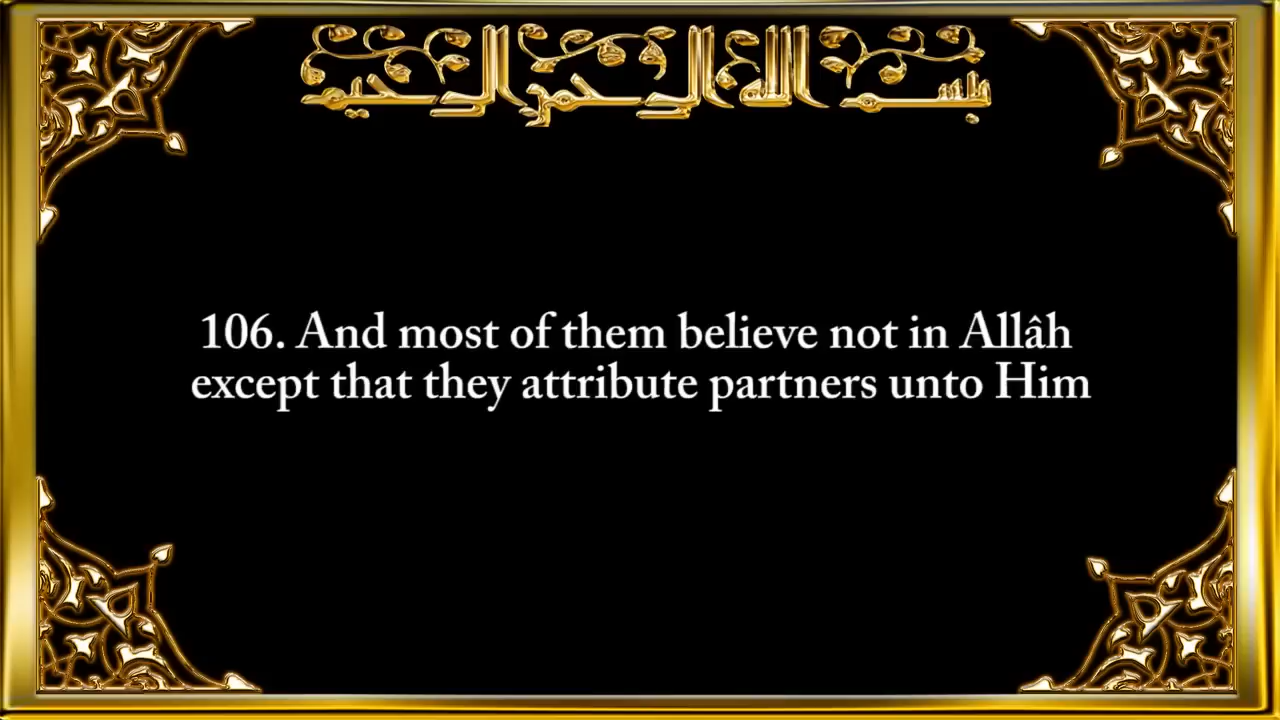 بسم الله الرحمن الرحيم
106. And most of them believe not in Allâh
except that they attribute partners unto Him